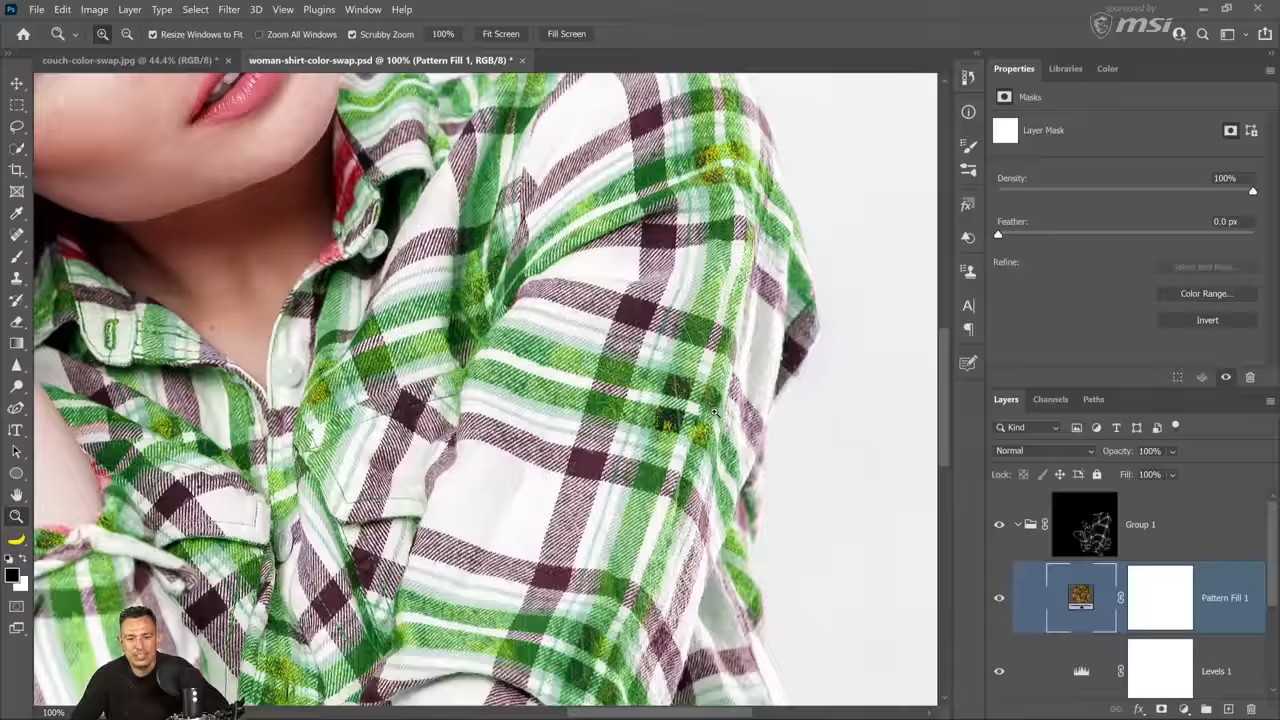 Ps File Edit Image Layer Type Select Filter 3D View Plugins Window Help
sponsored by
msi
Resize Windows to Fit All Windows Zoom All Windows Scrubby Zoom 100% Fit Screen Fill Screen
couch-color-swap.jpg @ 44.4% (RGB/8) * × woman-shirt-color-swap.psd @ 100% (Pattern Fill 1, RGB/8) * ×
Properties Libraries Color
Masks
Layer Mask
Density: 100%
Feather: 0.0 px
Refine:
Color Range...
Invert
Layers Channels Paths
Kind
Normal Opacity: 100%
Lock: Fill: 100%
Group 1
Pattern Fill 1
Levels 1
fx
100%